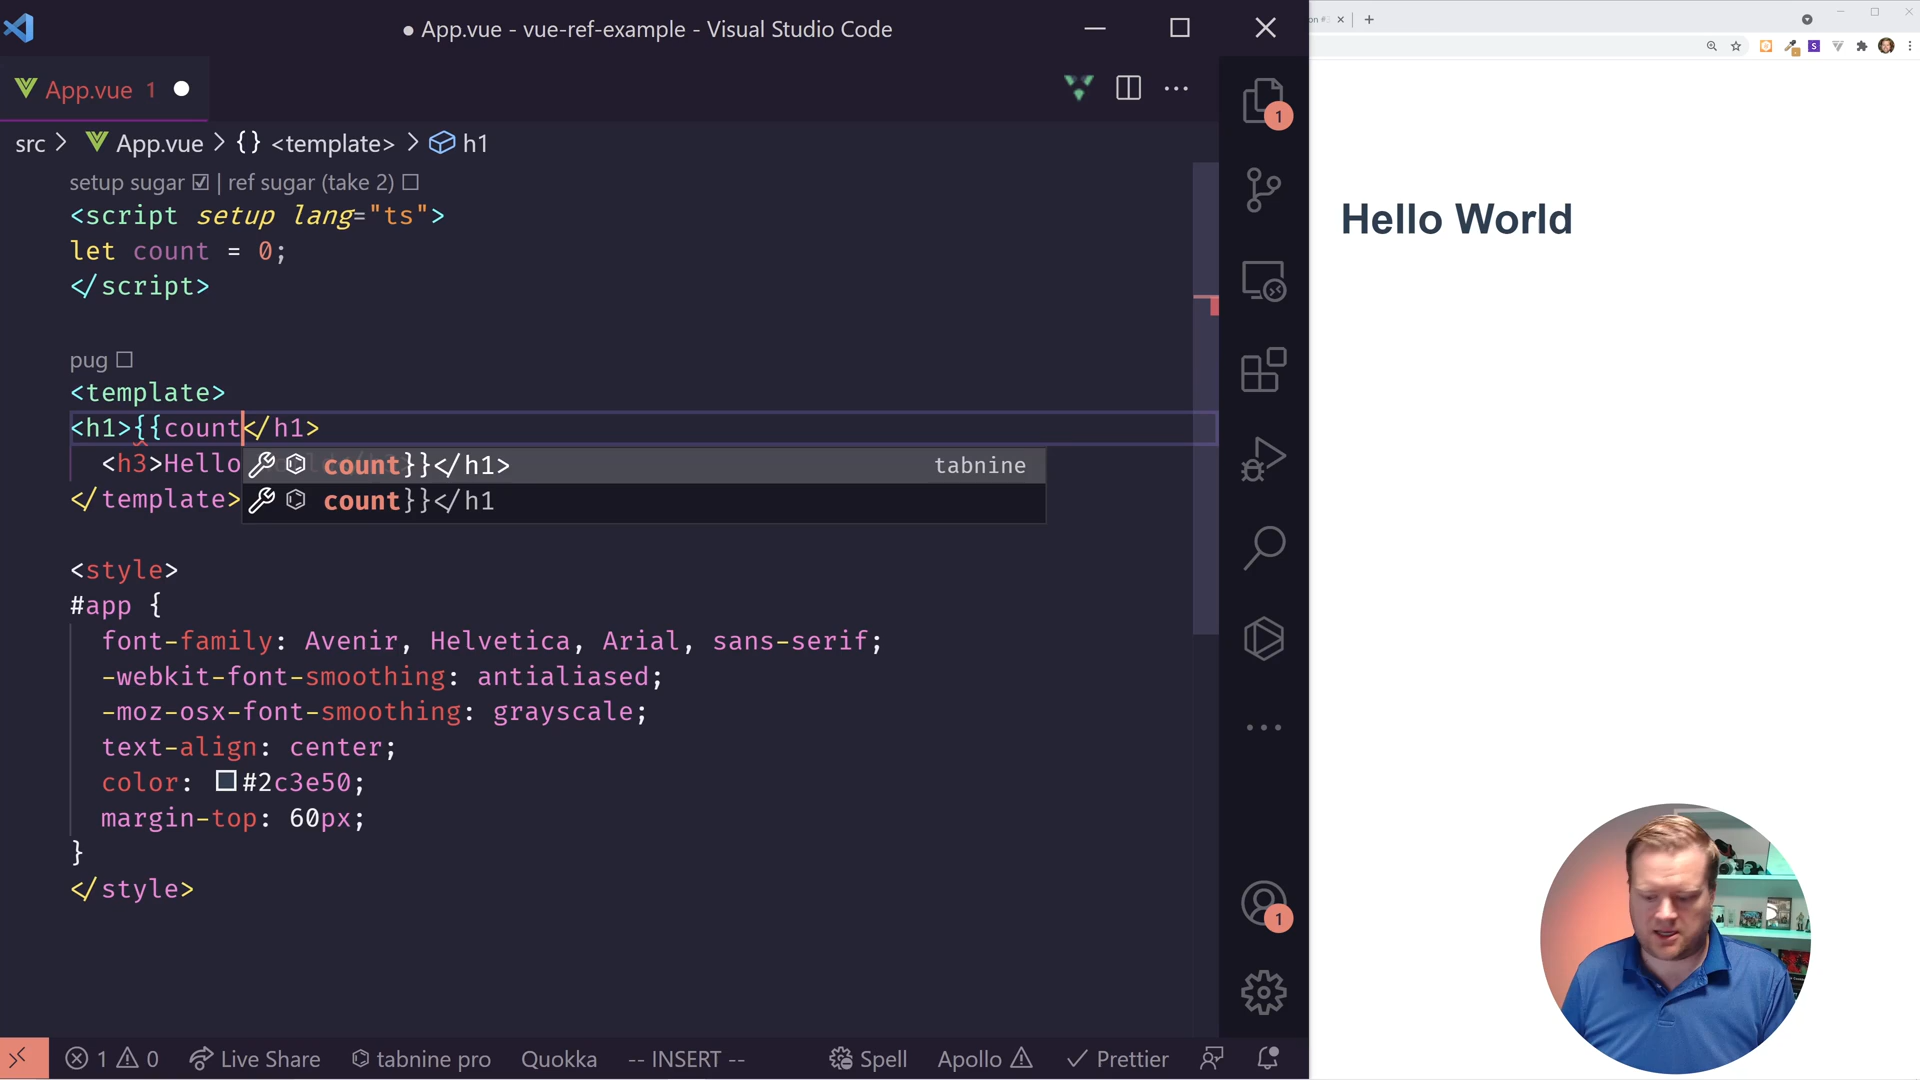 ● App.vue - vue-ref-example - Visual Studio Code
App.vue 1
src > App.vue > {} <template> > h1
setup sugar ☑ | ref sugar (take 2) ☐
<script setup lang="ts">
let count = 0;
</script>
pug ☐
<template>
<h1>{{count</h1>
<h3>Hello
count}}</h1> tabnine
count}}</h1
</template>
<style>
#app {
font-family: Avenir, Helvetica, Arial, sans-serif;
-webkit-font-smoothing: antialiased;
-moz-osx-font-smoothing: grayscale;
text-align: center;
color: #2c3e50;
margin-top: 60px;
}
</style>
1
1
1 0 Live Share tabnine pro Quokka -- INSERT -- Spell Apollo Prettier
Hello World